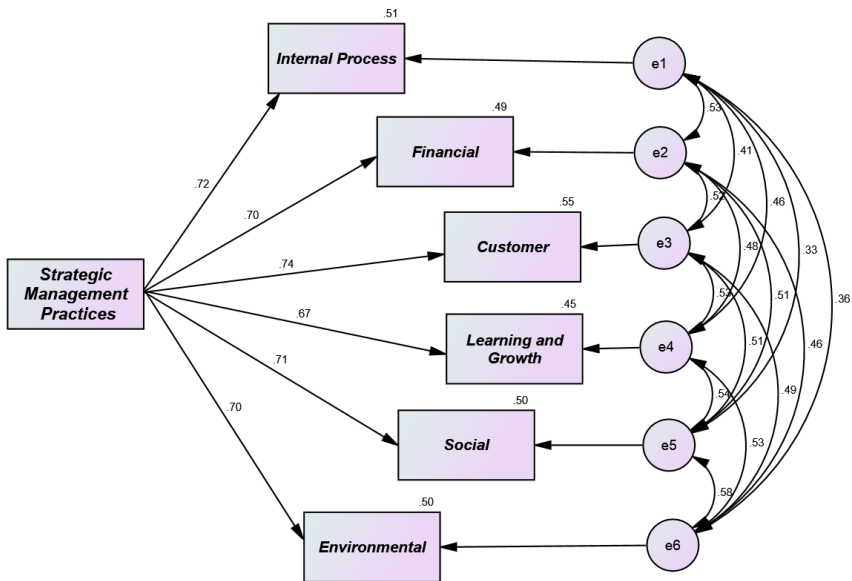 .51
Internal Process
e1
.49
.53
Financial
e2
.41
.72
.46
.55
.52
.70
Customer
e3
.48
.33
.74
.51
.36
Strategic
Management
Practices
.53
.45
.67
Learning and
Growth
e4
.51
.46
.71
.54
.49
.50
.70
Social
e5
.53
.58
.50
Environmental
e6